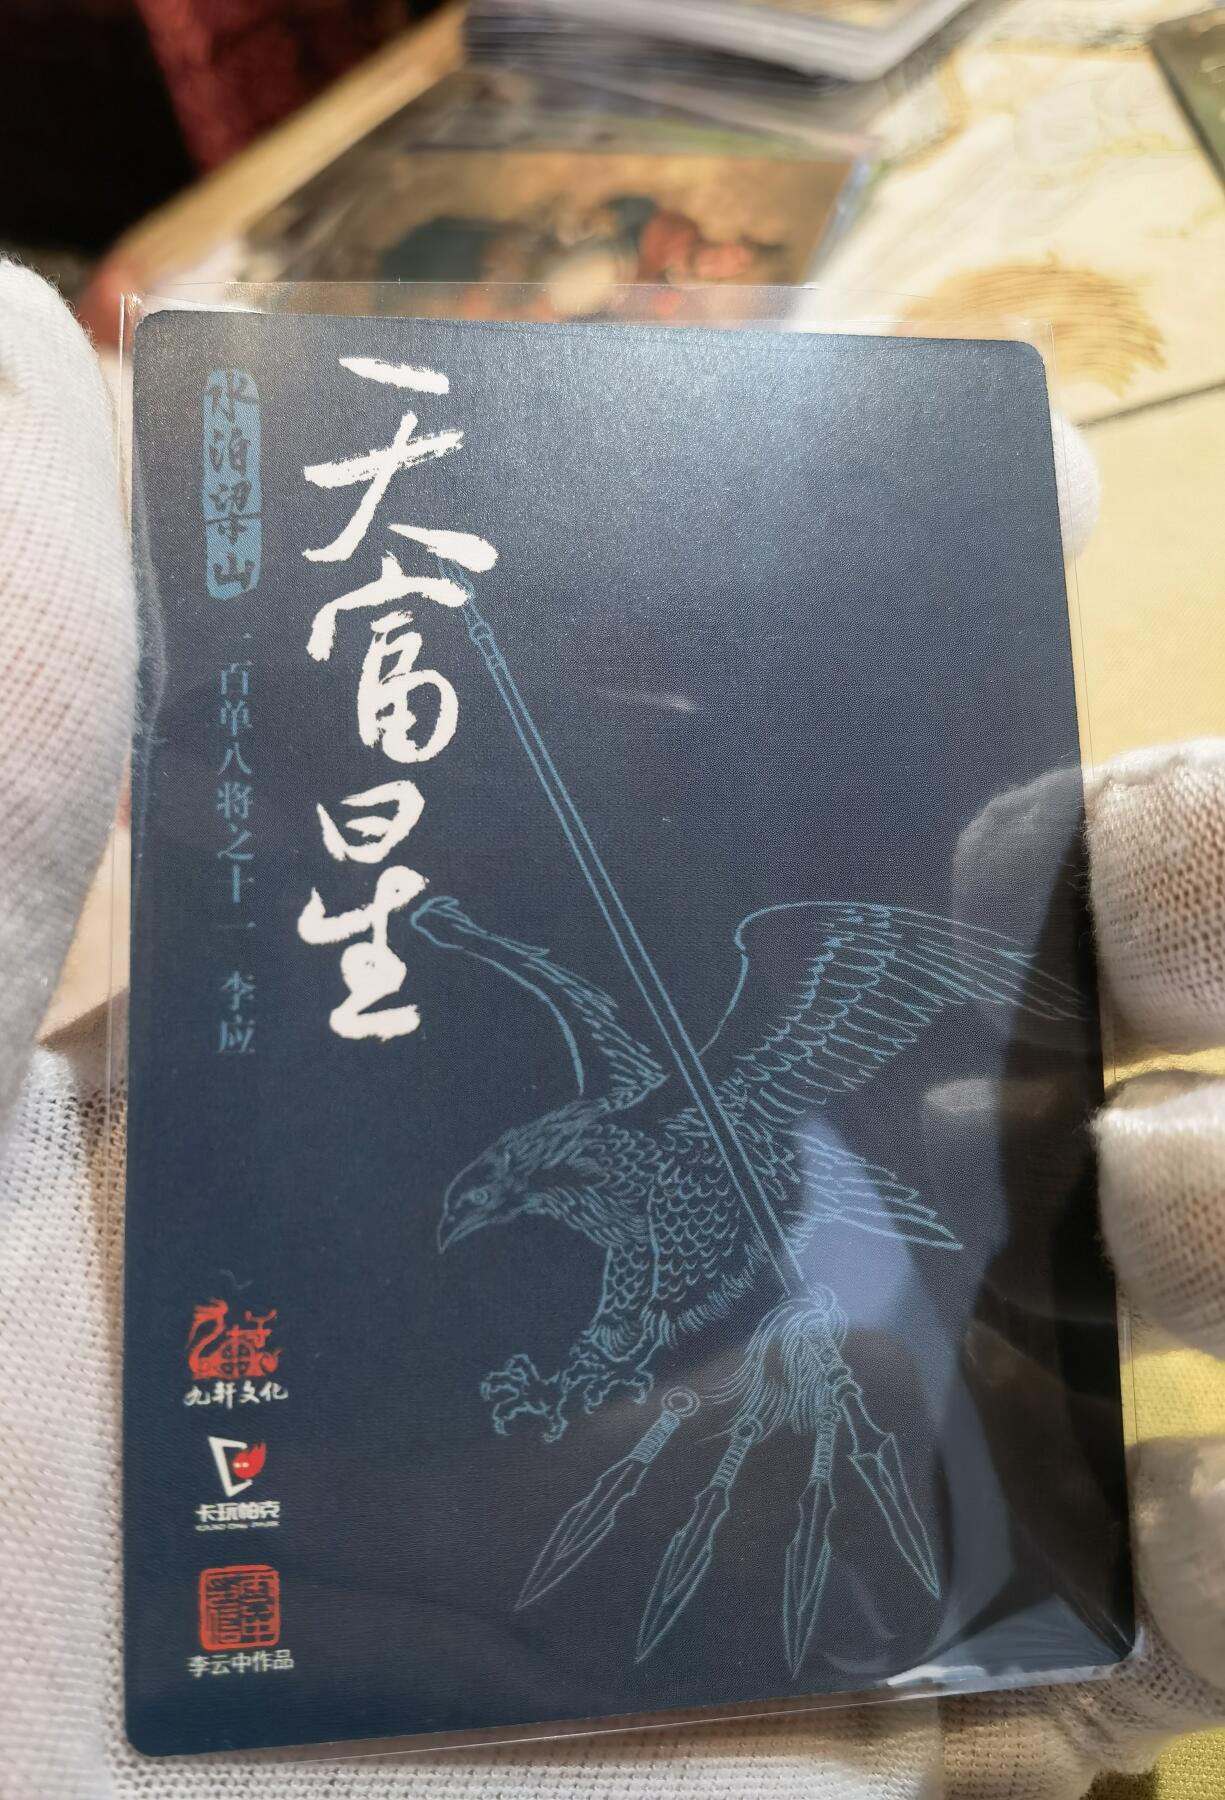 天富星
水泊梁山
一百单八将之十一 李应
九轩文化
卡玩帕克
李云中作品